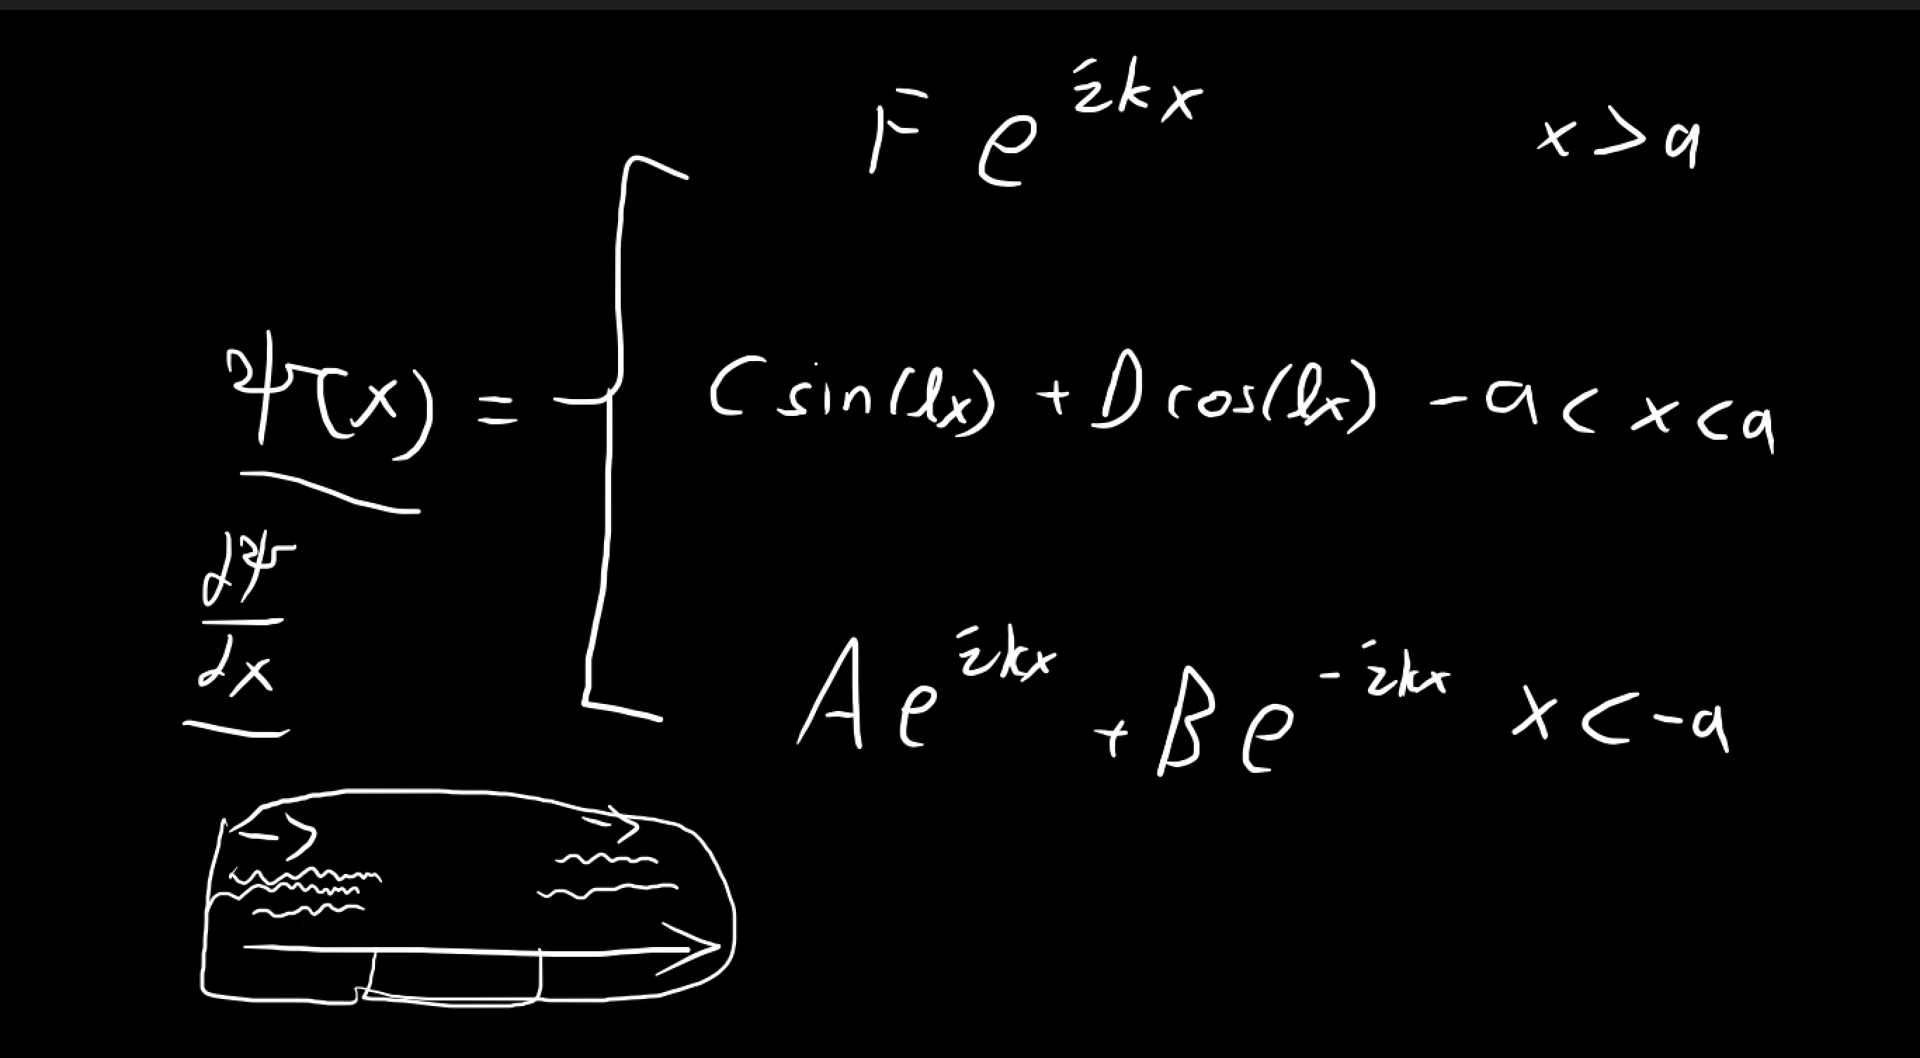 F e^{ikx} x > a
ψ(x) = { C sin(lx) + D cos(lx) -a < x < a
dψ
dx
A e^{ikx} + B e^{-ikx} x < -a